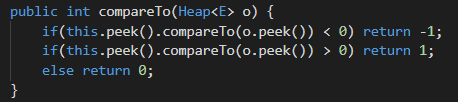 public int compareTo(Heap<E> o) {
    if(this.peek().compareTo(o.peek()) < 0) return -1;
    if(this.peek().compareTo(o.peek()) > 0) return 1;
    else return 0;
}